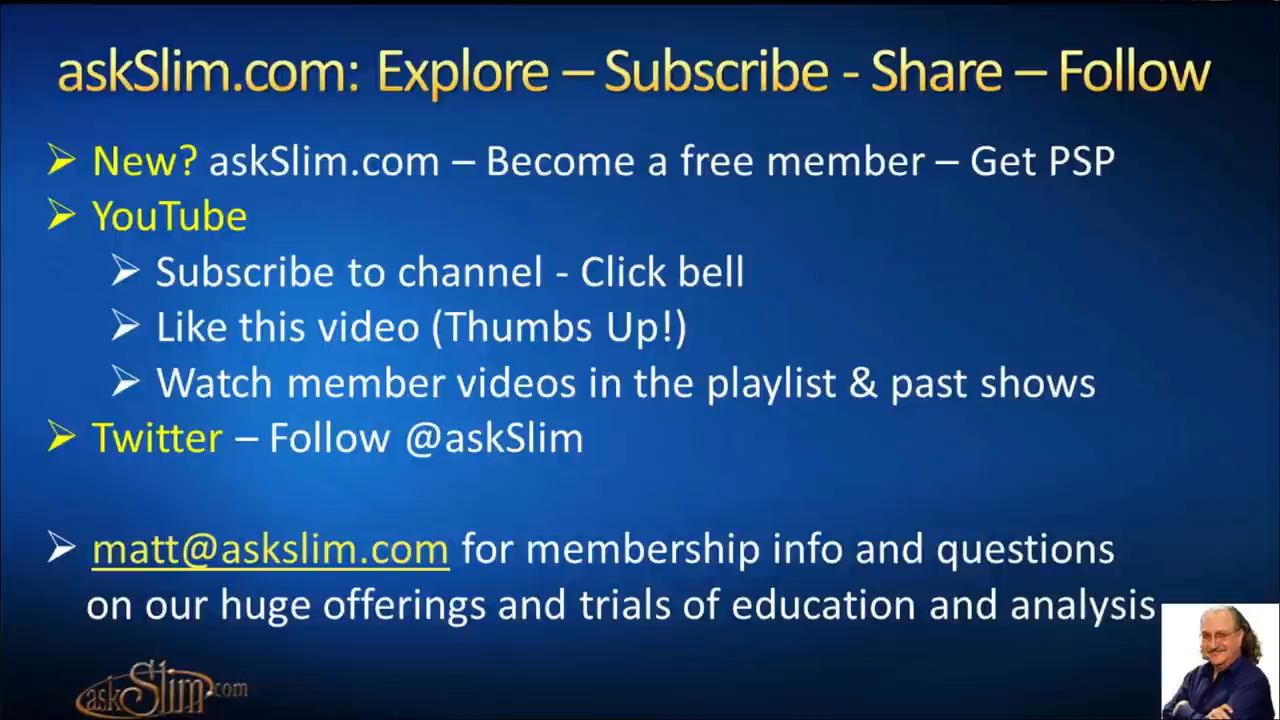 askSlim.com: Explore – Subscribe - Share – Follow
New? askSlim.com – Become a free member – Get PSP
YouTube
Subscribe to channel - Click bell
Like this video (Thumbs Up!)
Watch member videos in the playlist & past shows
Twitter – Follow @askSlim
matt@askslim.com for membership info and questions
on our huge offerings and trials of education and analysis
askSlim.com